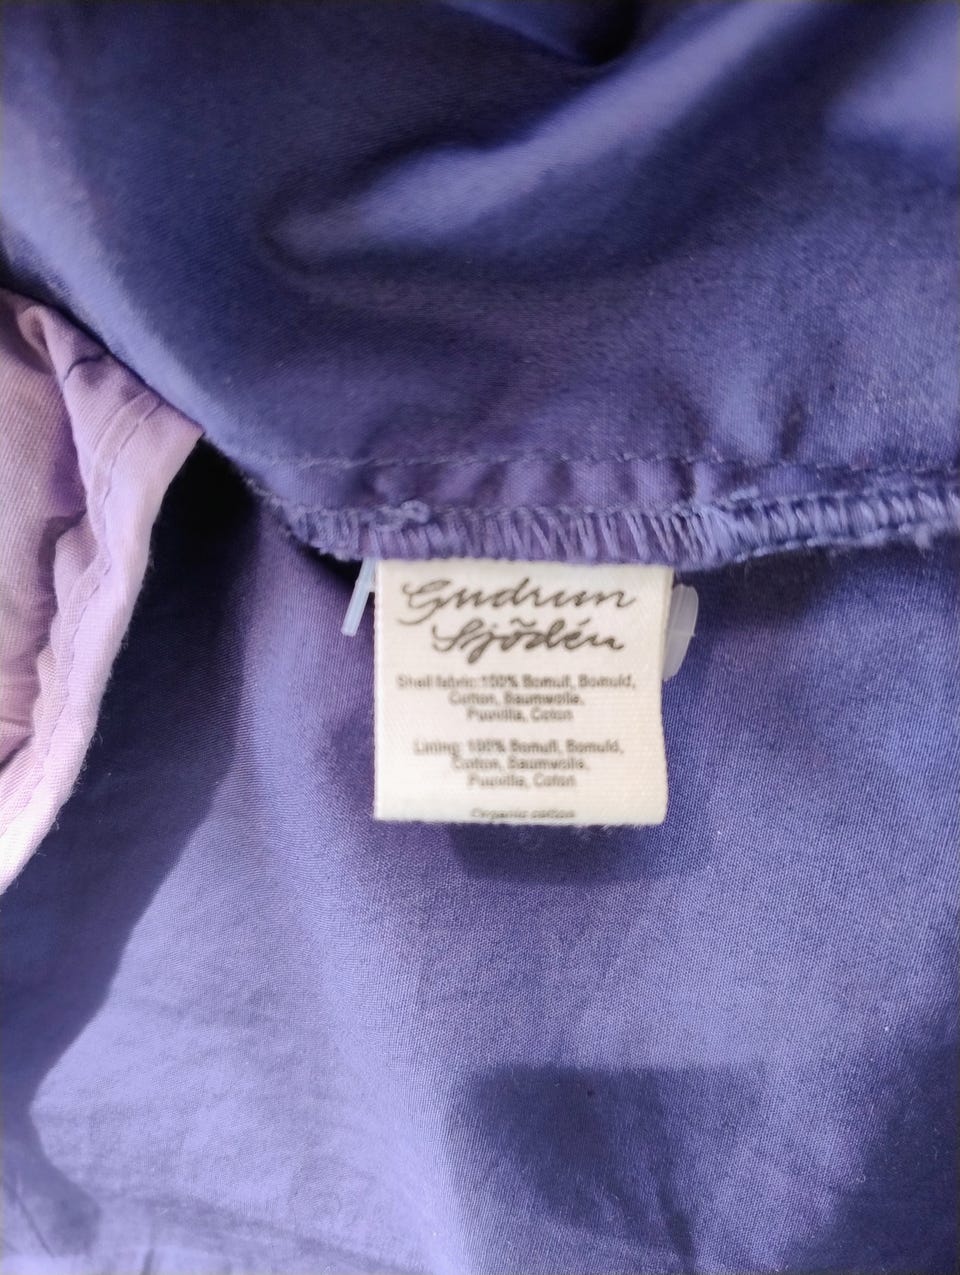 Gudrun
Sjödén
Shell fabric:100% Bomull, Bomuld,
Cotton, Baumwolle,
Puuvilla, Coton
Lining: 100% Bomull, Bomuld,
Cotton, Baumwolle,
Puuvilla, Coton
Organic cotton